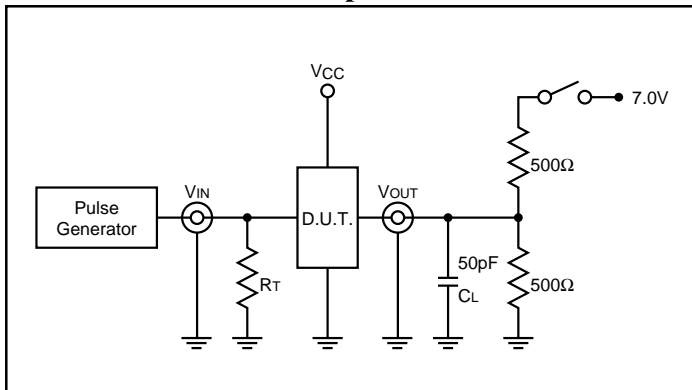 VCC
7.0V
500Ω
Pulse
Generator
VIN
D.U.T.
VOUT
RT
50pF
CL
500Ω